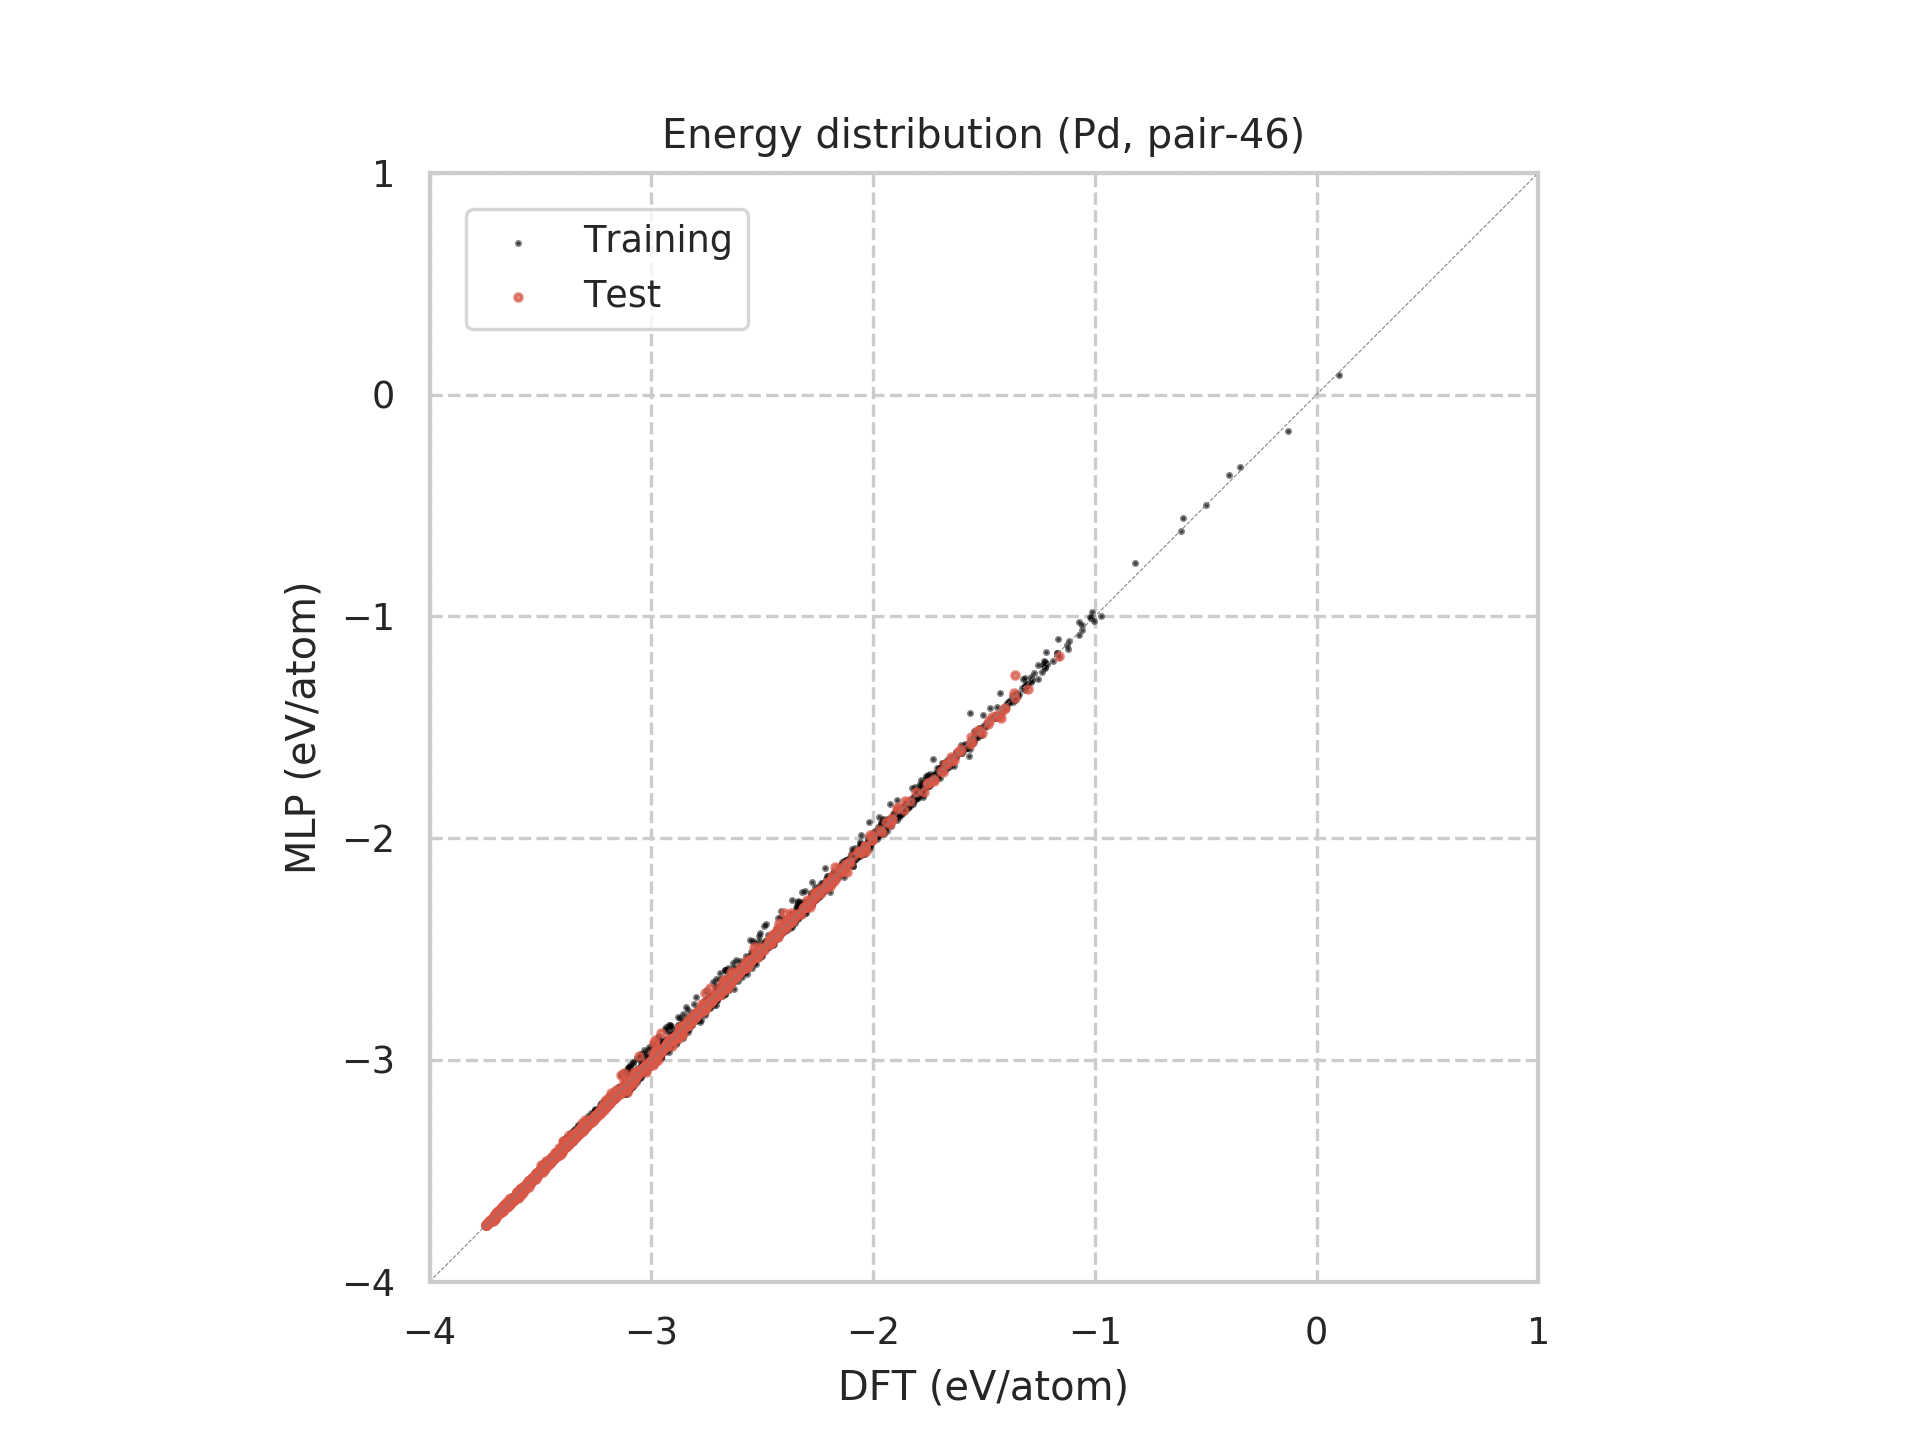 Energy distribution (Pd, pair-46)
Training
Test
1
0
−1
−2
−3
−4
MLP (eV/atom)
−4 −3 −2 −1 0 1
DFT (eV/atom)